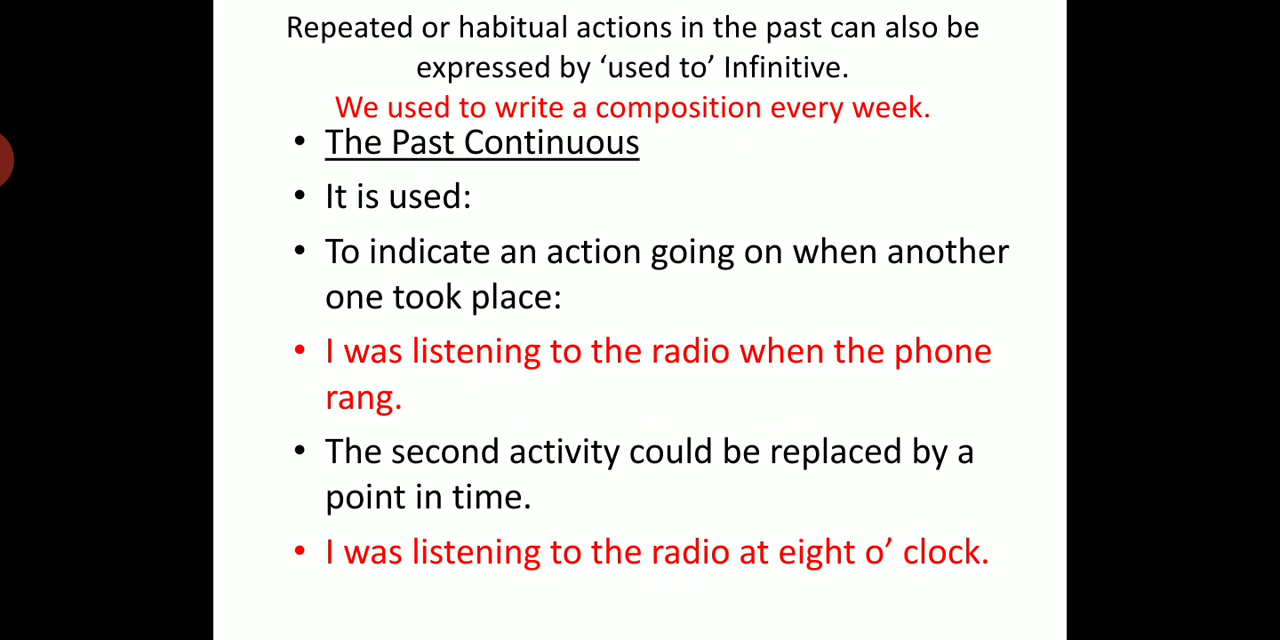 Repeated or habitual actions in the past can also be
expressed by ‘used to’ Infinitive.
We used to write a composition every week.
• The Past Continuous
• It is used:
• To indicate an action going on when another
one took place:
• I was listening to the radio when the phone
rang.
• The second activity could be replaced by a
point in time.
• I was listening to the radio at eight o’ clock.